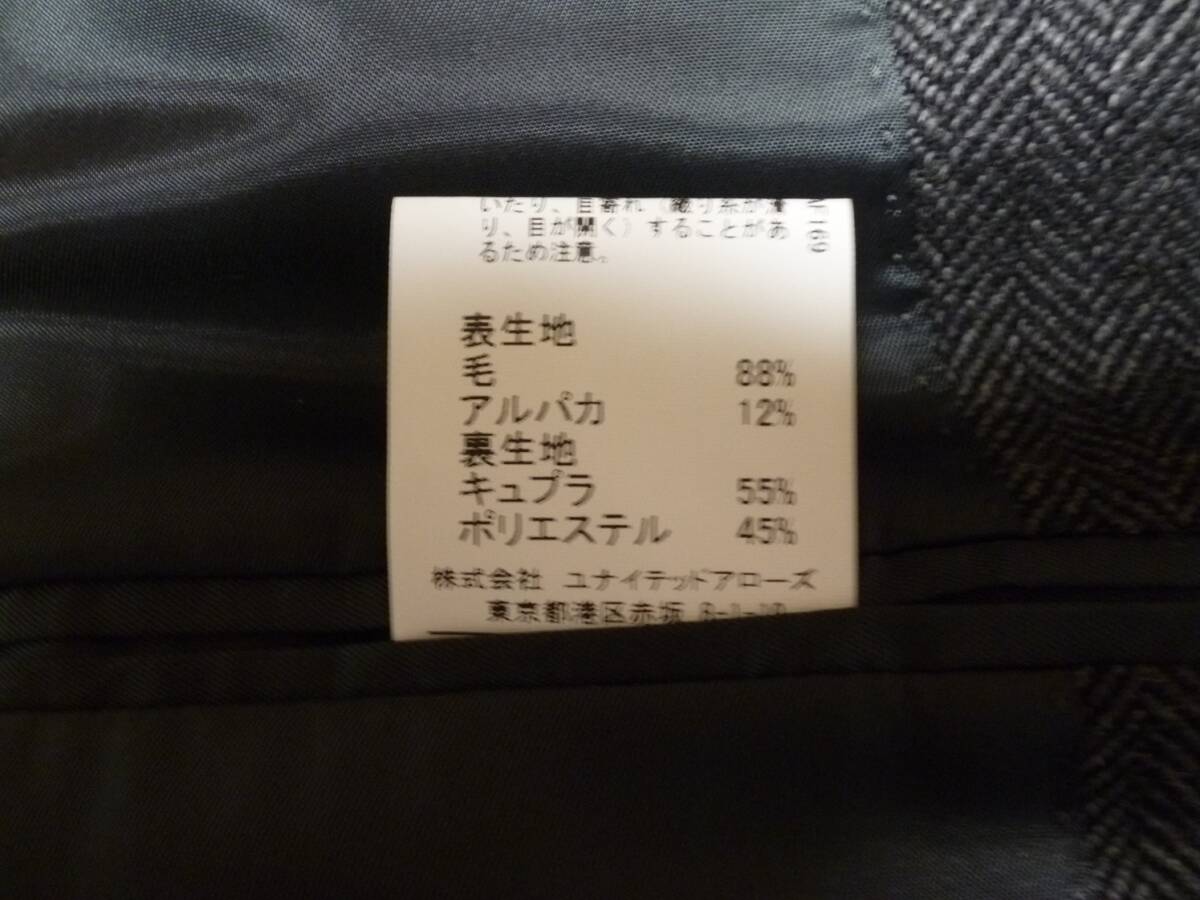 いたり、目寄れ（織り糸が滑
り、目が開く）することがあ
るため注意。
表生地
毛 88%
アルパカ 12%
裏生地
キュプラ 55%
ポリエステル 45%
株式会社 ユナイテッドアローズ
東京都港区赤坂 8-1-19